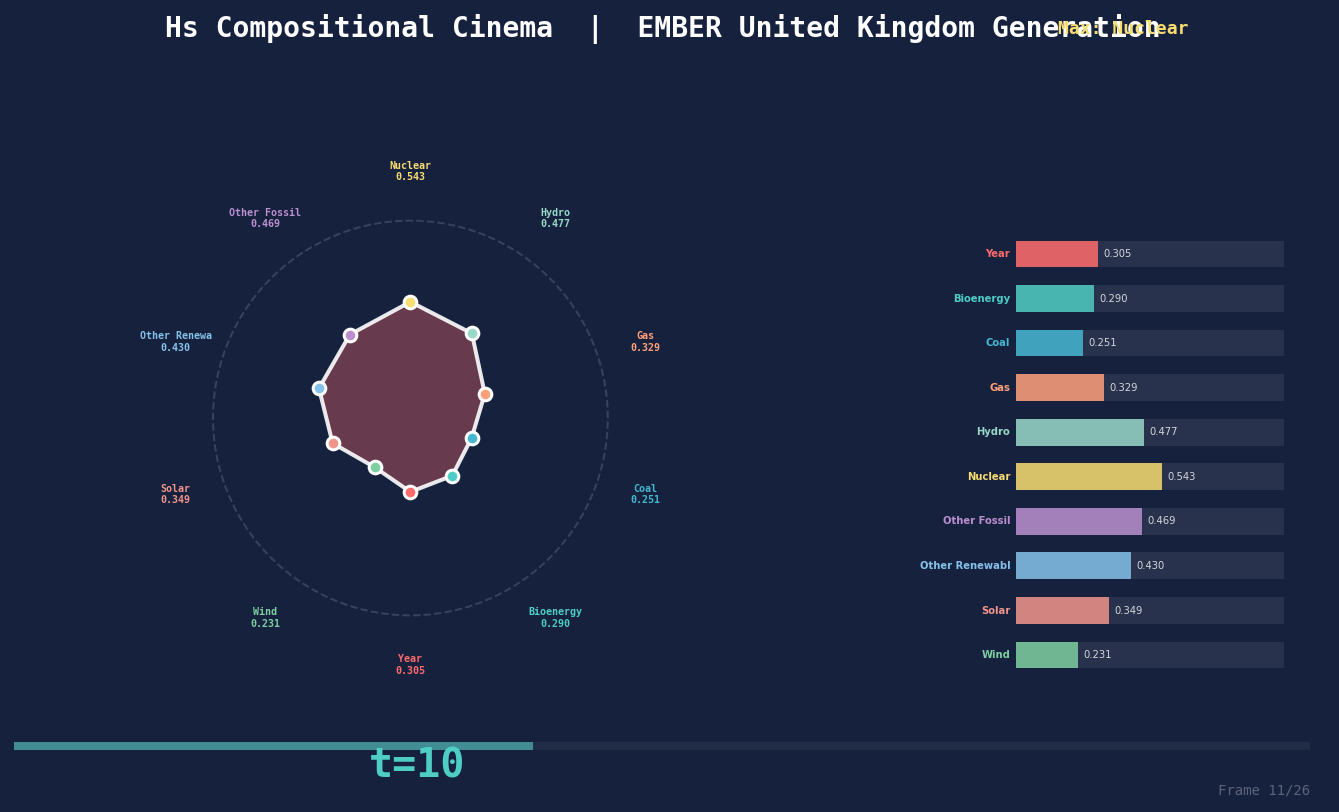 Hs Compositional Cinema | EMBER United Kingdom Generation
Max: Nuclear
Nuclear
0.543
Other Fossil
0.469
Hydro
0.477
Other Renewa
0.430
Gas
0.329
Solar
0.349
Coal
0.251
Wind
0.231
Bioenergy
0.290
Year
0.305
Year 0.305
Bioenergy 0.290
Coal 0.251
Gas 0.329
Hydro 0.477
Nuclear 0.543
Other Fossil 0.469
Other Renewabl 0.430
Solar 0.349
Wind 0.231
t=10
Frame 11/26